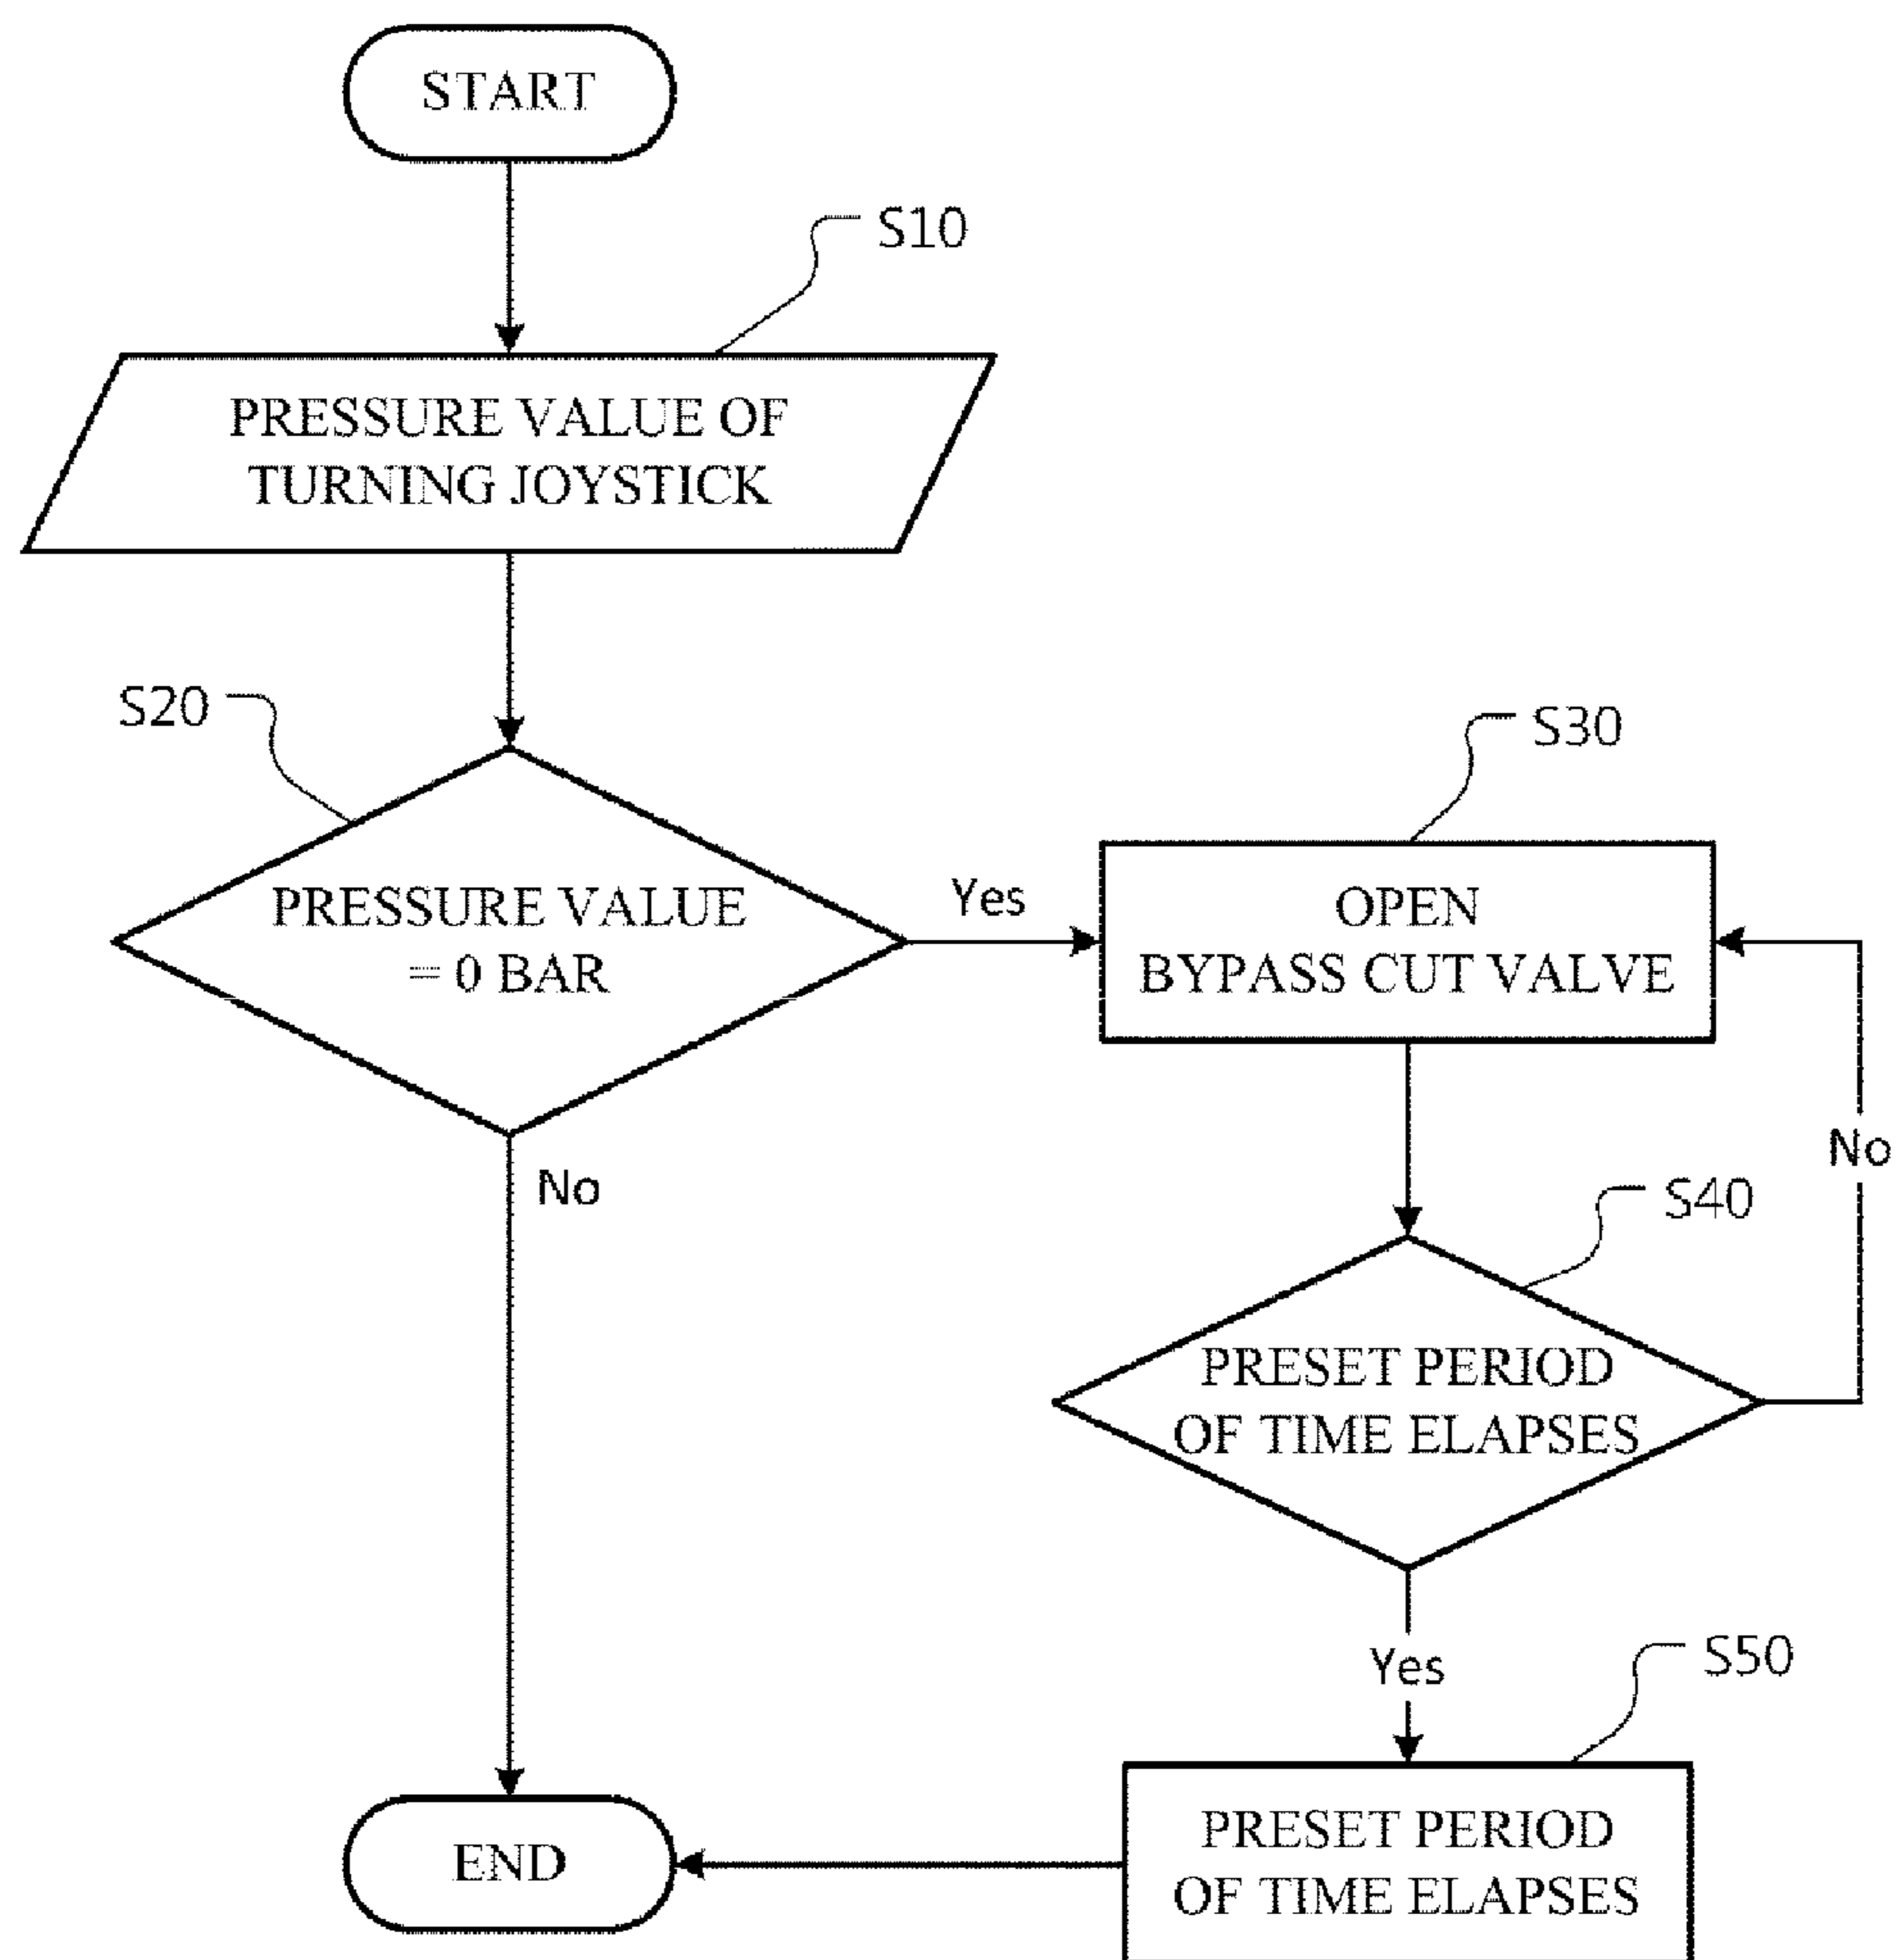 START
S10
PRESSURE VALUE OF
TURNING JOYSTICK
S20
PRESSURE VALUE
= 0 BAR
Yes
No
S30
OPEN
BYPASS CUT VALVE
No
S40
PRESET PERIOD
OF TIME ELAPSES
Yes
S50
PRESET PERIOD
OF TIME ELAPSES
END